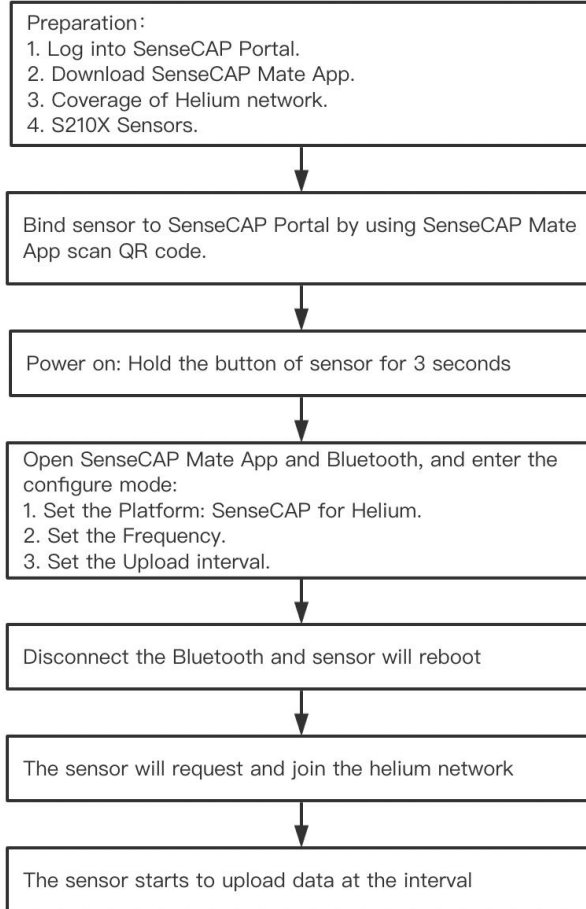 Preparation：
1. Log into SenseCAP Portal.
2. Download SenseCAP Mate App.
3. Coverage of Helium network.
4. S210X Sensors.
Bind sensor to SenseCAP Portal by using SenseCAP Mate
App scan QR code.
Power on: Hold the button of sensor for 3 seconds
Open SenseCAP Mate App and Bluetooth, and enter the
configure mode:
1. Set the Platform: SenseCAP for Helium.
2. Set the Frequency.
3. Set the Upload interval.
Disconnect the Bluetooth and sensor will reboot
The sensor will request and join the helium network
The sensor starts to upload data at the interval